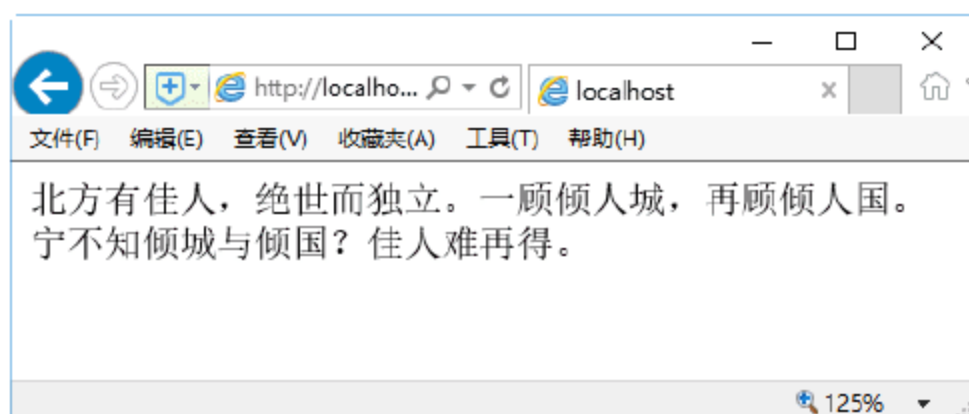 http://localho...
localhost
文件(F) 编辑(E) 查看(V) 收藏夹(A) 工具(T) 帮助(H)
北方有佳人，绝世而独立。一顾倾人城，再顾倾人国。
宁不知倾城与倾国？佳人难再得。
125%